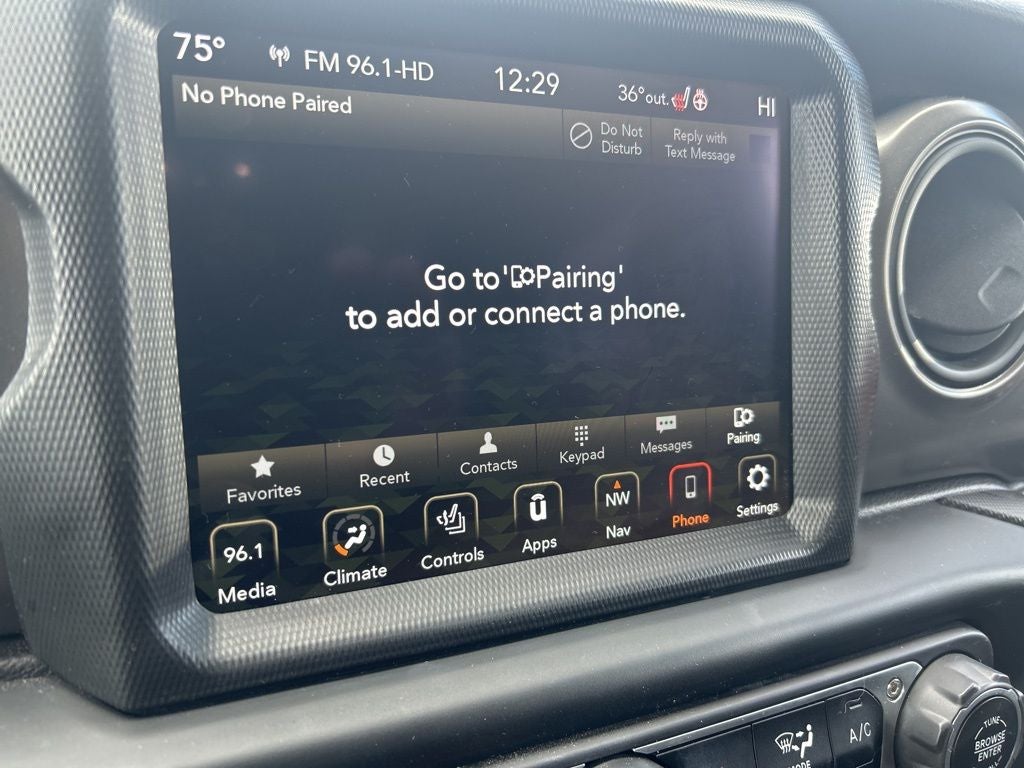 75° FM 96.1-HD 12:29 36°out. HI
No Phone Paired
Do Not
Disturb
Reply with
Text Message
Go to 'Pairing'
to add or connect a phone.
Favorites Recent Contacts Keypad Messages Pairing
96.1 NW
Media Climate Controls Apps Nav Phone Settings
MODE
A/C
TUNE
BROWSE
ENTER